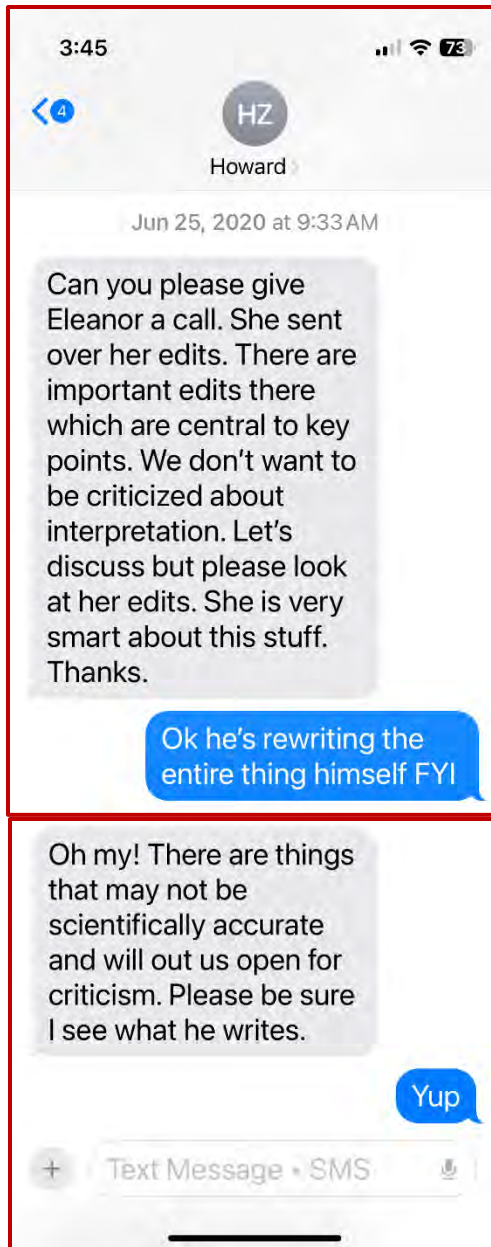 3:45
73
4
HZ
Howard
Jun 25, 2020 at 9:33 AM
Can you please give
Eleanor a call. She sent
over her edits. There are
important edits there
which are central to key
points. We don't want to
be criticized about
interpretation. Let's
discuss but please look
at her edits. She is very
smart about this stuff.
Thanks.
Ok he's rewriting the
entire thing himself FYI
Oh my! There are things
that may not be
scientifically accurate
and will out us open for
criticism. Please be sure
I see what he writes.
Yup
+ Text Message • SMS